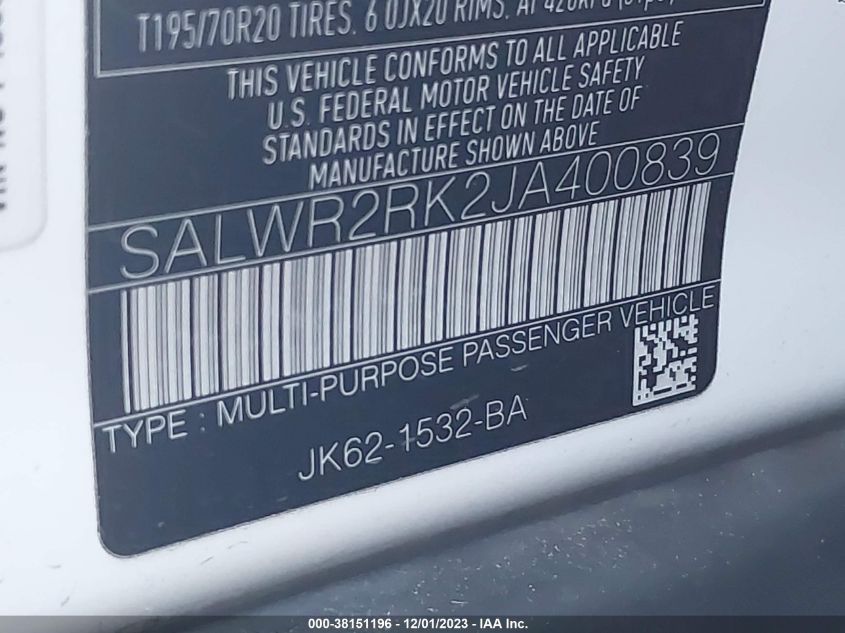 T195/70R20 TIRES. 6.0JX20 RIMS. AT 420KPG
THIS VEHICLE CONFORMS TO ALL APPLICABLE
U.S. FEDERAL MOTOR VEHICLE SAFETY
STANDARDS IN EFFECT ON THE DATE OF
MANUFACTURE SHOWN ABOVE
SALWR2RK2JA400839
TYPE : MULTI-PURPOSE PASSENGER VEHICLE
JK62-1532-BA
000-38151196 - 12/01/2023 - JKA INC.